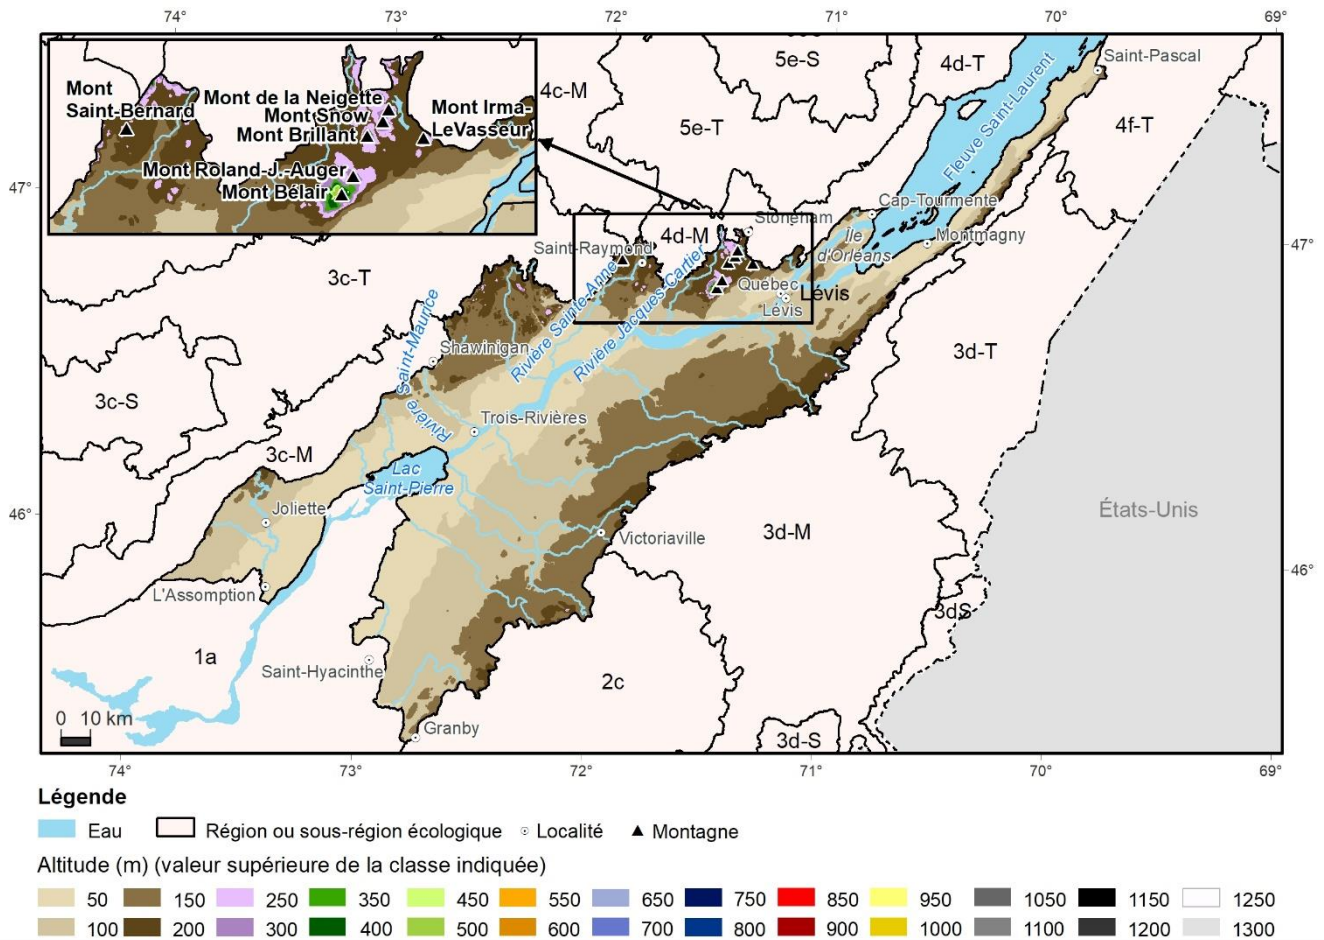 74°
73°
72°
71°
70°
69°
Mont
Saint-Bernard
Mont de la Neigette
Mont Snow
Mont Brillant
Mont Irma-
LeVasseur
Mont Roland-J.-Auger
Mont Bélair
4c-M
5e-S
5e-T
4d-T
Saint-Pascal
4f-T
Fleuve Saint-Laurent
47°
47°
Cap-Tourmente
Stoneham
4d-M
Saint-Raymond
Île
d'Orléans
Montmagny
3c-T
Québec
Lévis
Lévis
Rivière Sainte-Anne
Rivière Jacques-Cartier
Rivière Saint-Maurice
Shawinigan
3d-T
3c-S
Trois-Rivières
3c-M
Lac
Saint-Pierre
46°
Joliette
États-Unis
Victoriaville
3d-M
46°
L'Assomption
3dS
1a
Saint-Hyacinthe
2c
0 10 km
Granby
3d-S
74°
73°
72°
71°
70°
69°
Légende
Eau
Région ou sous-région écologique
Localité
Montagne
Altitude (m) (valeur supérieure de la classe indiquée)
50 150 250 350 450 550 650 750 850 950 1050 1150 1250
100 200 300 400 500 600 700 800 900 1000 1100 1200 1300